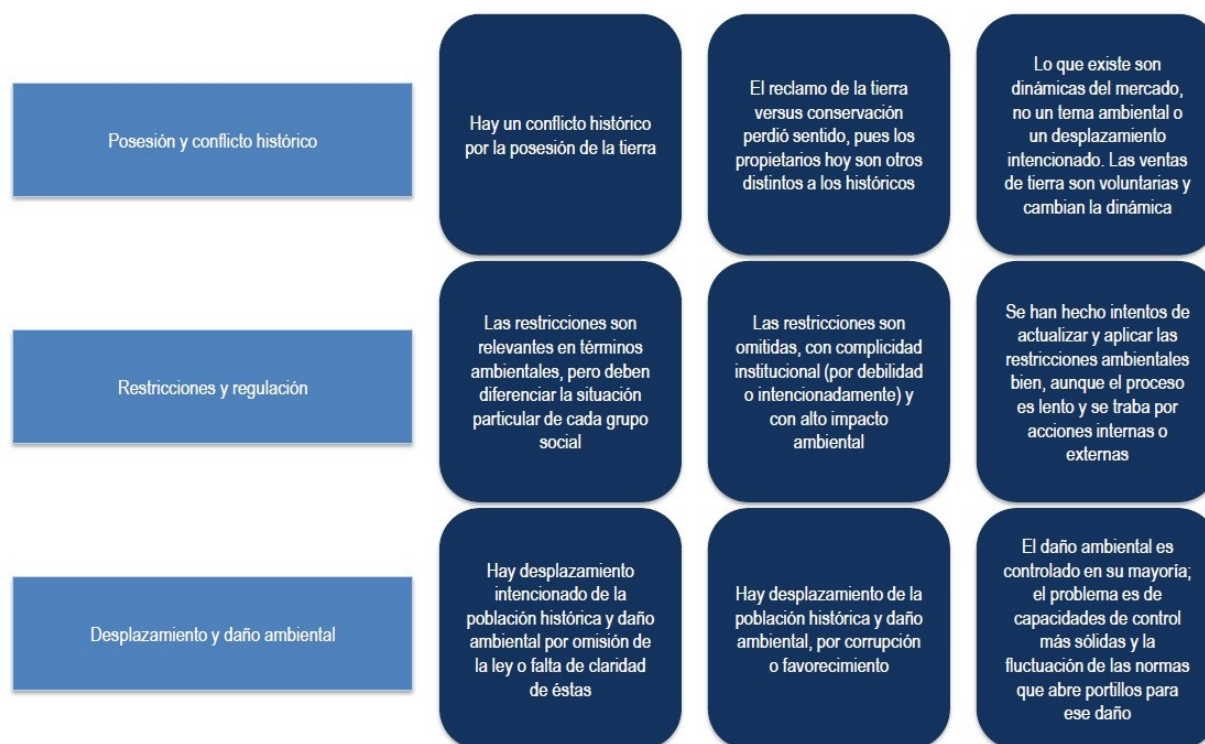 Posesión y conflicto histórico
Hay un conflicto histórico
por la posesión de la tierra
El reclamo de la tierra
versus conservación
perdió sentido, pues los
propietarios hoy son otros
distintos a los históricos
Lo que existe son
dinámicas del mercado,
no un tema ambiental o
un desplazamiento
intencionado. Las ventas
de tierra son voluntarias y
cambian la dinámica
Restricciones y regulación
Las restricciones son
relevantes en términos
ambientales, pero deben
diferenciar la situación
particular de cada grupo
social
Las restricciones son
omitidas, con complicidad
institucional (por debilidad
o intencionadamente) y
con alto impacto
ambiental
Se han hecho intentos de
actualizar y aplicar las
restricciones ambientales
bien, aunque el proceso
es lento y se traba por
acciones internas o
externas
Desplazamiento y daño ambiental
Hay desplazamiento
intencionado de la
población histórica y daño
ambiental por omisión de
la ley o falta de claridad
de éstas
Hay desplazamiento de la
población histórica y daño
ambiental, por corrupción
o favorecimiento
El daño ambiental es
controlado en su mayoría;
el problema es de
capacidades de control
más sólidas y la
fluctuación de las normas
que abre portillos para
ese daño